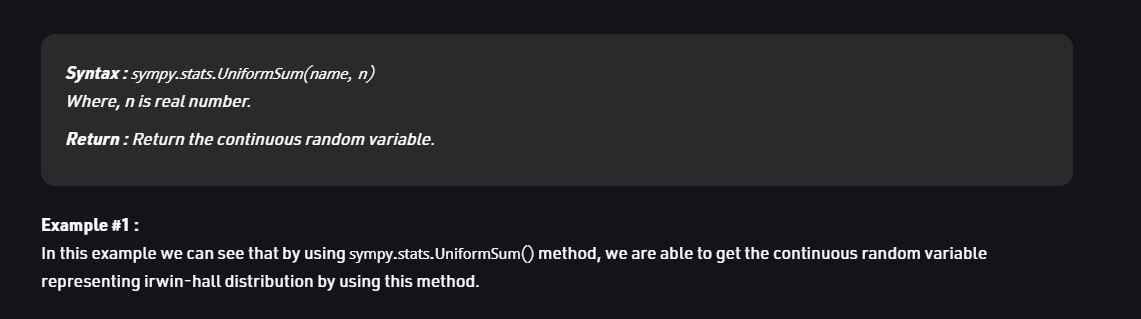 Syntax : sympy.stats.UniformSum(name, n)
Where, n is real number.
Return : Return the continuous random variable.
Example #1 :
In this example we can see that by using sympy.stats.UniformSum() method, we are able to get the continuous random variable
representing irwin-hall distribution by using this method.